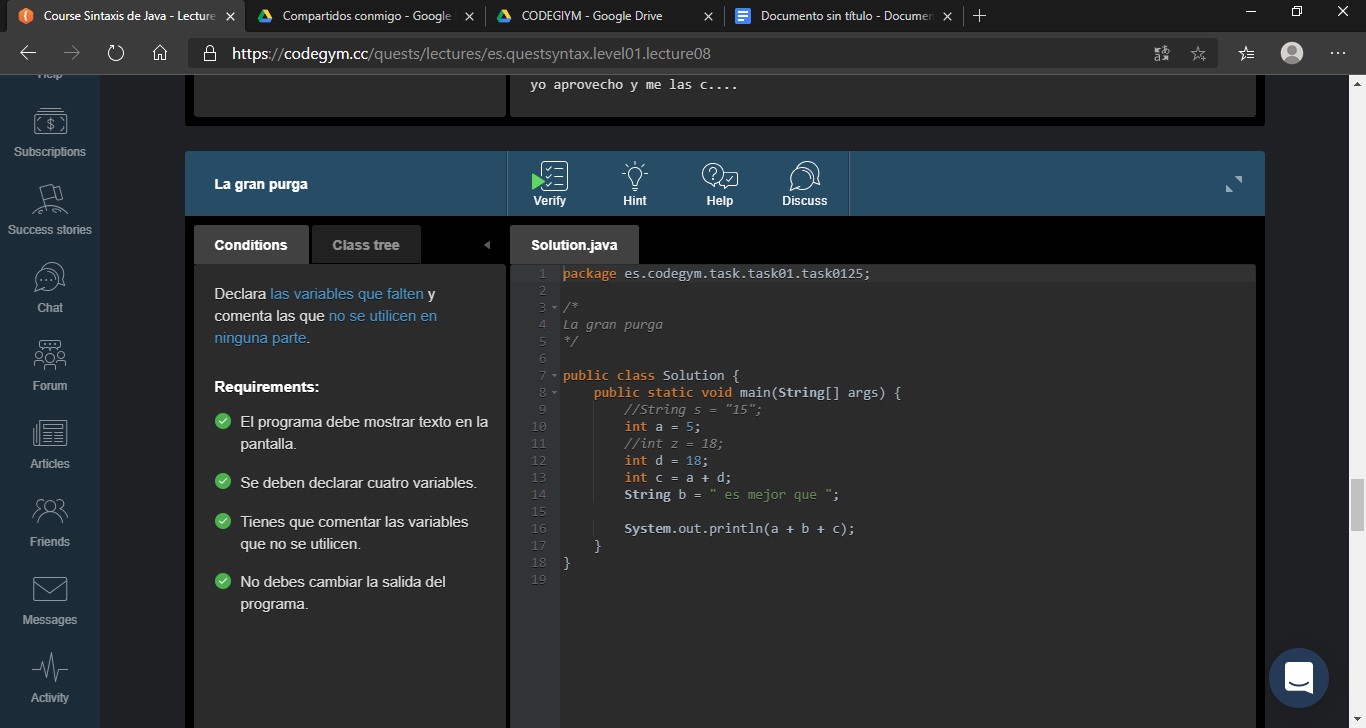 Course Sintaxis de Java - Lecture
Compartidos conmigo - Google
CODEGIYM - Google Drive
Documento sin título - Documen
https://codegym.cc/quests/lectures/es.questsyntax.level01.lecture08
Help
Subscriptions
Success stories
Chat
Forum
Articles
Friends
Messages
Activity
yo aprovecho y me las c....
La gran purga
Verify
Hint
Help
Discuss
Conditions
Class tree
Solution.java
Declara las variables que falten y
comenta las que no se utilicen en
ninguna parte.
Requirements:
El programa debe mostrar texto en la
pantalla.
Se deben declarar cuatro variables.
Tienes que comentar las variables
que no se utilicen.
No debes cambiar la salida del
programa.
1 package es.codegym.task.task01.task0125;
2
3 /*
4 La gran purga
5 */
6
7 public class Solution {
8 public static void main(String[] args) {
9 //String s = "15";
10 int a = 5;
11 //int z = 18;
12 int d = 18;
13 int c = a + d;
14 String b = " es mejor que ";
15
16 System.out.println(a + b + c);
17 }
18 }
19